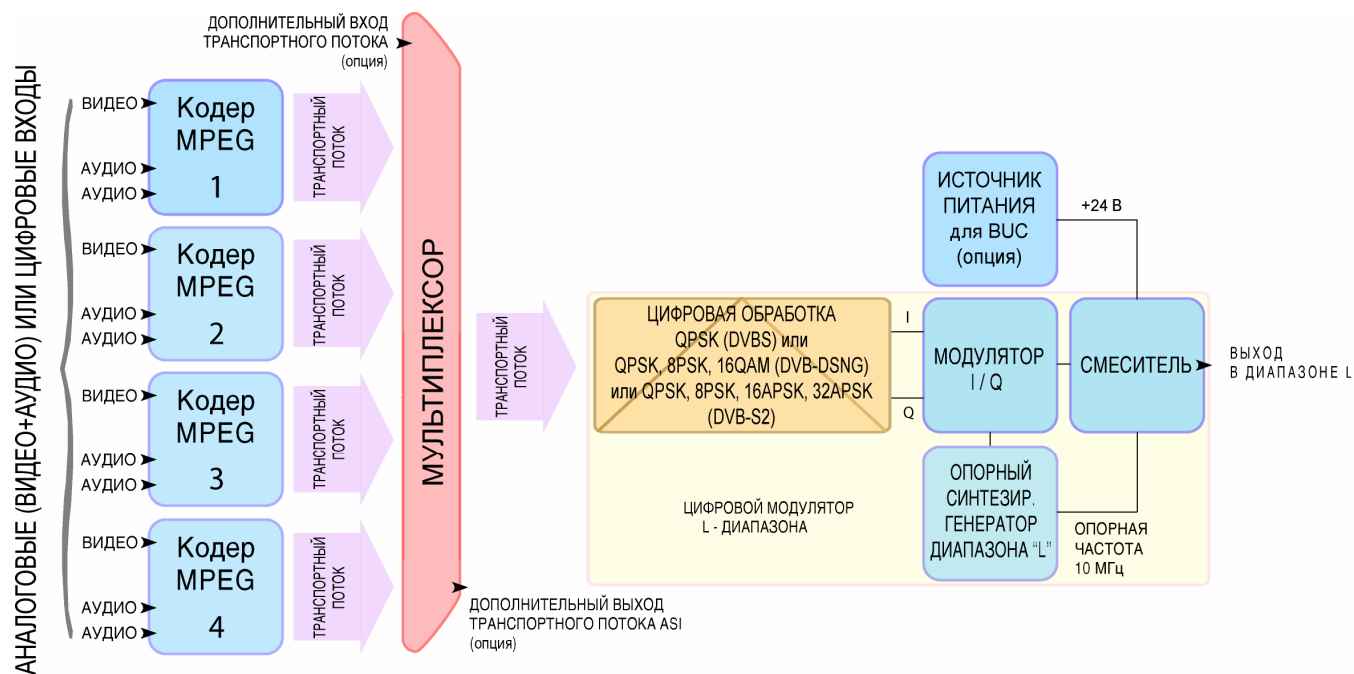 АНАЛОГОВЫЕ (ВИДЕО+АУДИО) ИЛИ ЦИФРОВЫЕ ВХОДЫ
ДОПОЛНИТЕЛЬНЫЙ ВХОД
ТРАНСПОРТНОГО ПОТОКА
(опция)
ВИДЕО
АУДИО
АУДИО
Кодер
MPEG
1
ТРАНСПОРТНЫЙ
ПОТОК
ВИДЕО
АУДИО
АУДИО
Кодер
MPEG
2
ТРАНСПОРТНЫЙ
ПОТОК
ВИДЕО
АУДИО
АУДИО
Кодер
MPEG
3
ТРАНСПОРТНЫЙ
ПОТОК
ВИДЕО
АУДИО
АУДИО
Кодер
MPEG
4
ТРАНСПОРТНЫЙ
ПОТОК
МУЛЬТИПЛЕКСОР
ДОПОЛНИТЕЛЬНЫЙ ВЫХОД
ТРАНСПОРТНОГО ПОТОКА ASI
(опция)
ТРАНСПОРТНЫЙ
ПОТОК
ЦИФРОВАЯ ОБРАБОТКА
QPSK (DVBS) или
QPSK, 8PSK, 16QAM (DVB-DSNG)
или QPSK, 8PSK, 16APSK, 32APSK
(DVB-S2)
I
Q
МОДУЛЯТОР
I / Q
ИСТОЧНИК
ПИТАНИЯ
для BUC
(опция)
+24 В
СМЕСИТЕЛЬ
ВЫХОД
В ДИАПАЗОНЕ L
ОПОРНЫЙ
СИНТЕЗИР.
ГЕНЕРАТОР
ДИАПАЗОНА “L”
ОПОРНАЯ
ЧАСТОТА
10 МГц
ЦИФРОВОЙ МОДУЛЯТОР
L - ДИАПАЗОНА